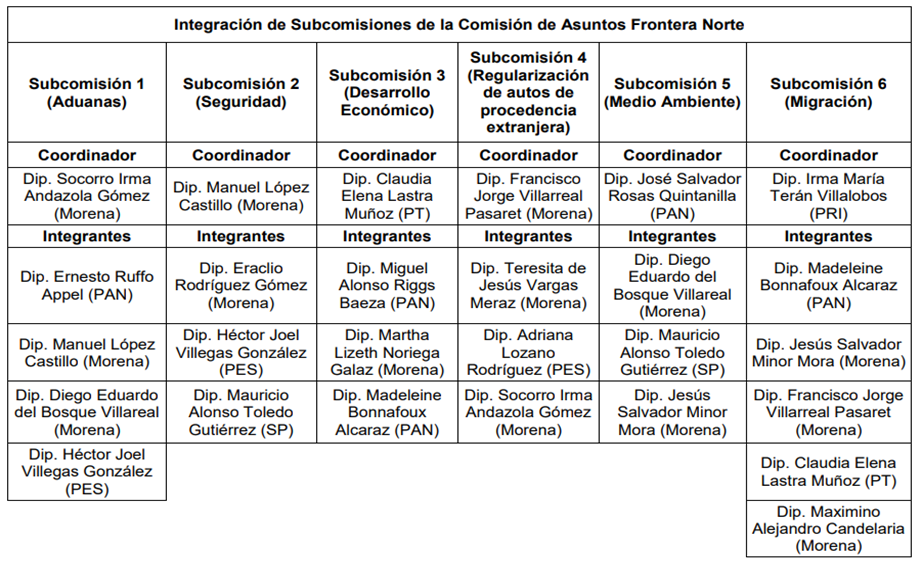 Integración de Subcomisiones de la Comisión de Asuntos Frontera Norte
Subcomisión 1
(Aduanas)
Subcomisión 2
(Seguridad)
Subcomisión 3
(Desarrollo
Económico)
Subcomisión 4
(Regularización
de autos de
procedencia
extranjera)
Subcomisión 5
(Medio Ambiente)
Subcomisión 6
(Migración)
Coordinador
Coordinador
Coordinador
Coordinador
Coordinador
Coordinador
Dip. Socorro Irma
Andazola Gómez
(Morena)
Dip. Manuel López
Castillo (Morena)
Dip. Claudia
Elena Lastra
Muñoz (PT)
Dip. Francisco
Jorge Villarreal
Pasaret (Morena)
Dip. José Salvador
Rosas Quintanilla
(PAN)
Dip. Irma María
Terán Villalobos
(PRI)
Integrantes
Integrantes
Integrantes
Integrantes
Integrantes
Integrantes
Dip. Ernesto Ruffo
Appel (PAN)
Dip. Eraclio
Rodríguez Gómez
(Morena)
Dip. Miguel
Alonso Riggs
Baeza (PAN)
Dip. Teresita de
Jesús Vargas
Meraz (Morena)
Dip. Diego
Eduardo del
Bosque Villareal
(Morena)
Dip. Madeleine
Bonnafoux Alcaraz
(PAN)
Dip. Manuel López
Castillo (Morena)
Dip. Héctor Joel
Villegas González
(PES)
Dip. Martha
Lizeth Noriega
Galaz (Morena)
Dip. Adriana
Lozano
Rodríguez (PES)
Dip. Mauricio
Alonso Toledo
Gutiérrez (SP)
Dip. Jesús Salvador
Minor Mora (Morena)
Dip. Diego Eduardo
del Bosque Villareal
(Morena)
Dip. Mauricio
Alonso Toledo
Gutiérrez (SP)
Dip. Madeleine
Bonnafoux
Alcaraz (PAN)
Dip. Socorro Irma
Andazola Gómez
(Morena)
Dip. Jesús
Salvador Minor
Mora (Morena)
Dip. Francisco Jorge
Villarreal Pasaret
(Morena)
Dip. Héctor Joel
Villegas González
(PES)
Dip. Claudia Elena
Lastra Muñoz (PT)
Dip. Maximino
Alejandro Candelaria
(Morena)